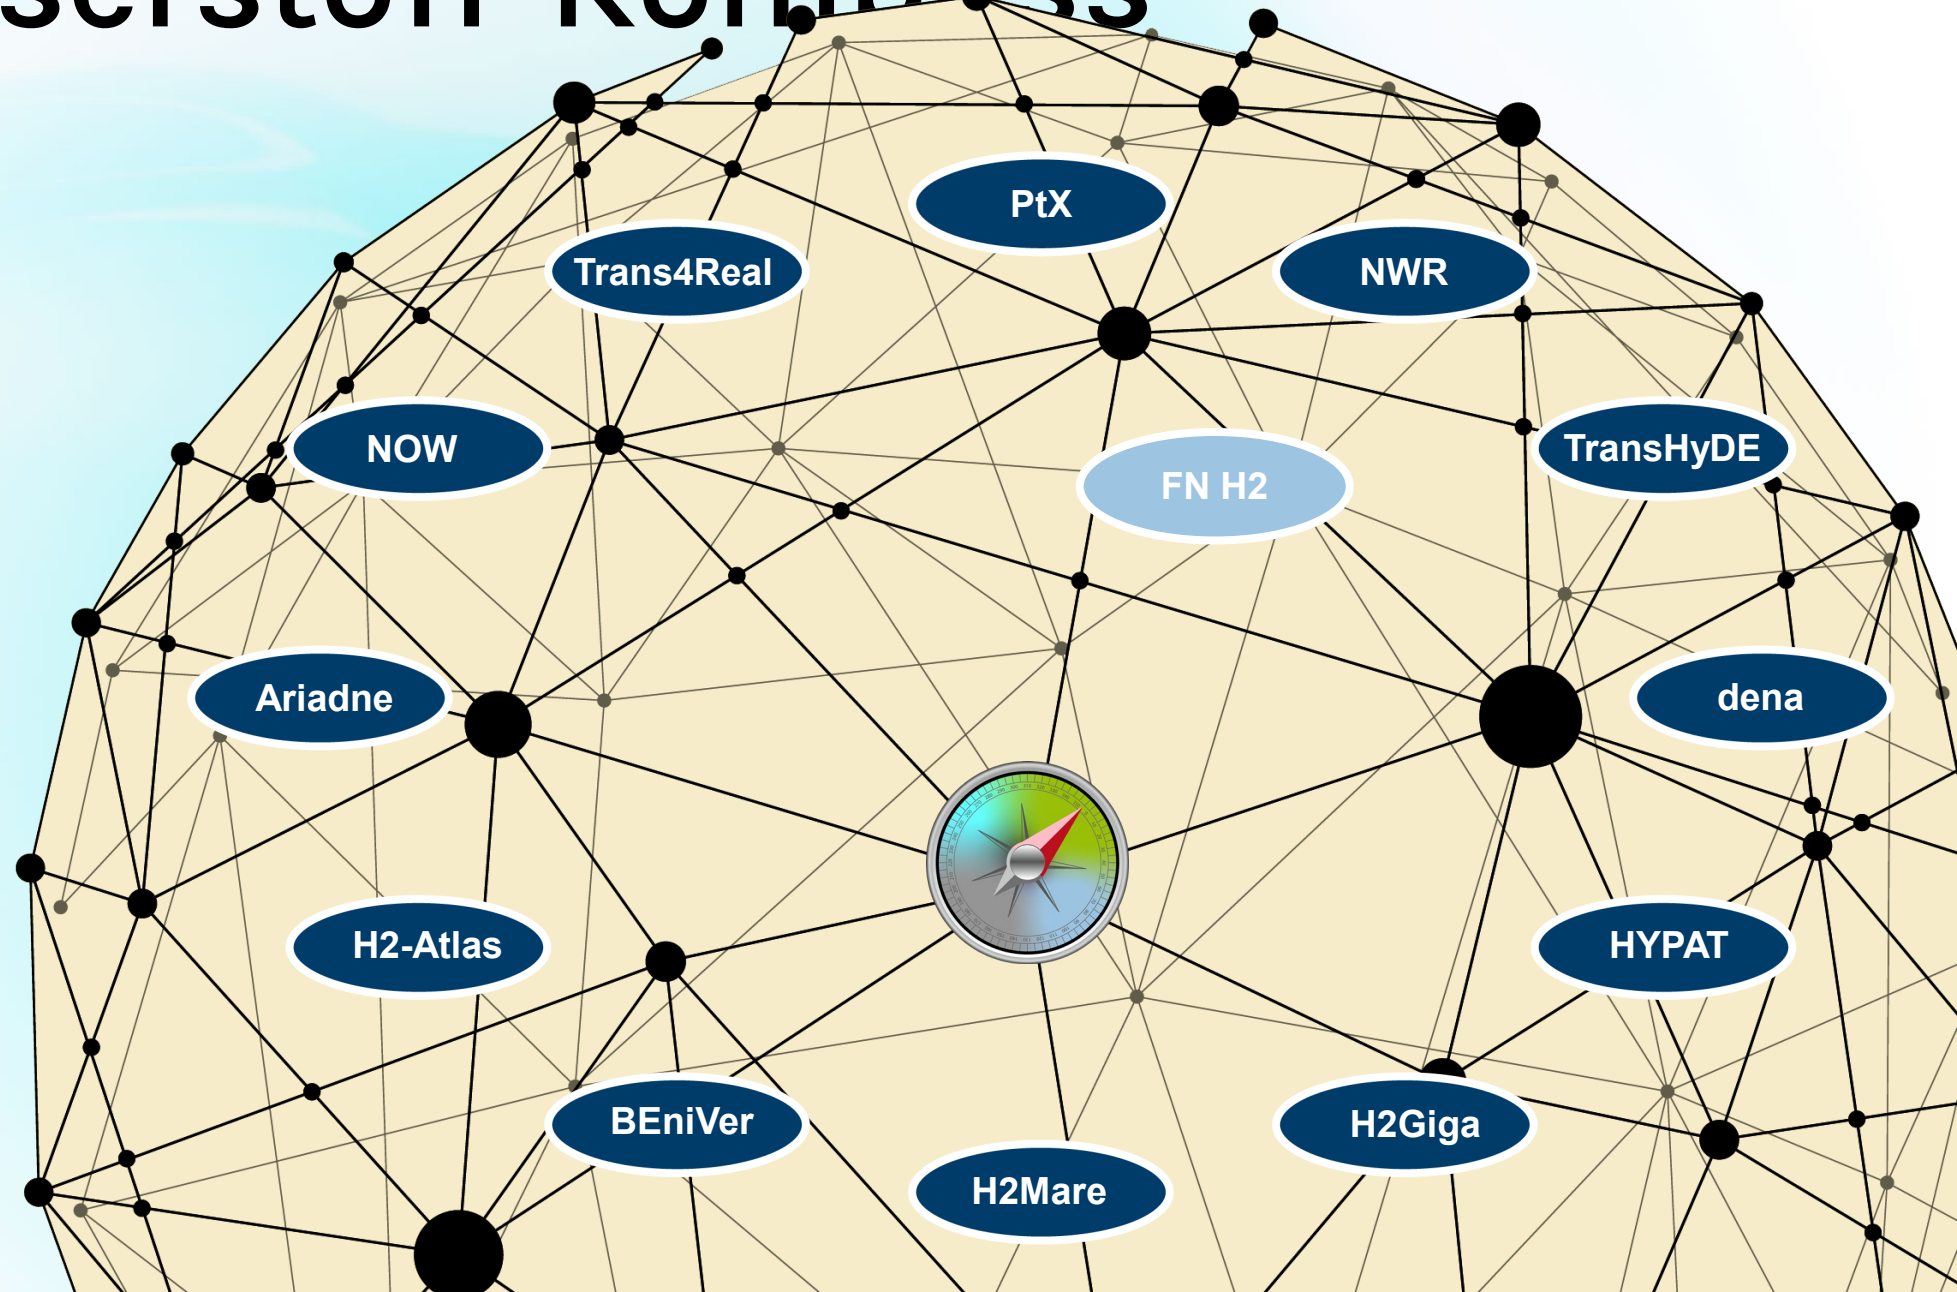 PtX
Trans4Real
NWR
NOW
TransHyDE
FN H2
Ariadne
dena
H2-Atlas
HYPAT
BEniVer
H2Giga
H2Mare